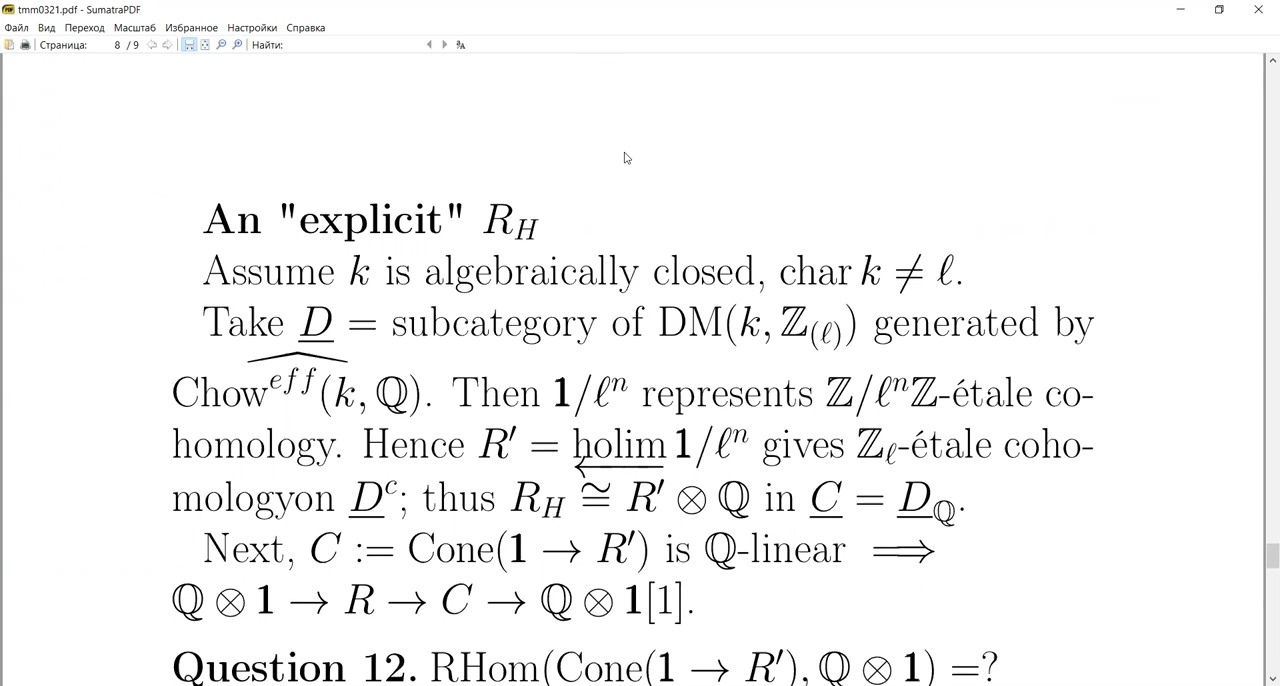 tmm0321.pdf - SumatraPDF
Файл Вид Переход Масштаб Избранное Настройки Справка
Страница: 8 / 9 Найти:
An "explicit" R_H
Assume k is algebraically closed, char k ≠ ℓ.
Take D = subcategory of DM(k, ℤ_(ℓ)) generated by
Chow^eff(k, ℚ). Then 1/ℓⁿ represents ℤ/ℓⁿℤ-étale co-
homology. Hence R′ = holim 1/ℓⁿ gives ℤ_ℓ-étale coho-
mologyon D^c; thus R_H ≅ R′ ⊗ ℚ in C = D_ℚ.
Next, C := Cone(1 → R′) is ℚ-linear ⟹
ℚ ⊗ 1 → R → C → ℚ ⊗ 1[1].
Question 12. RHom(Cone(1 → R′), ℚ ⊗ 1) =?